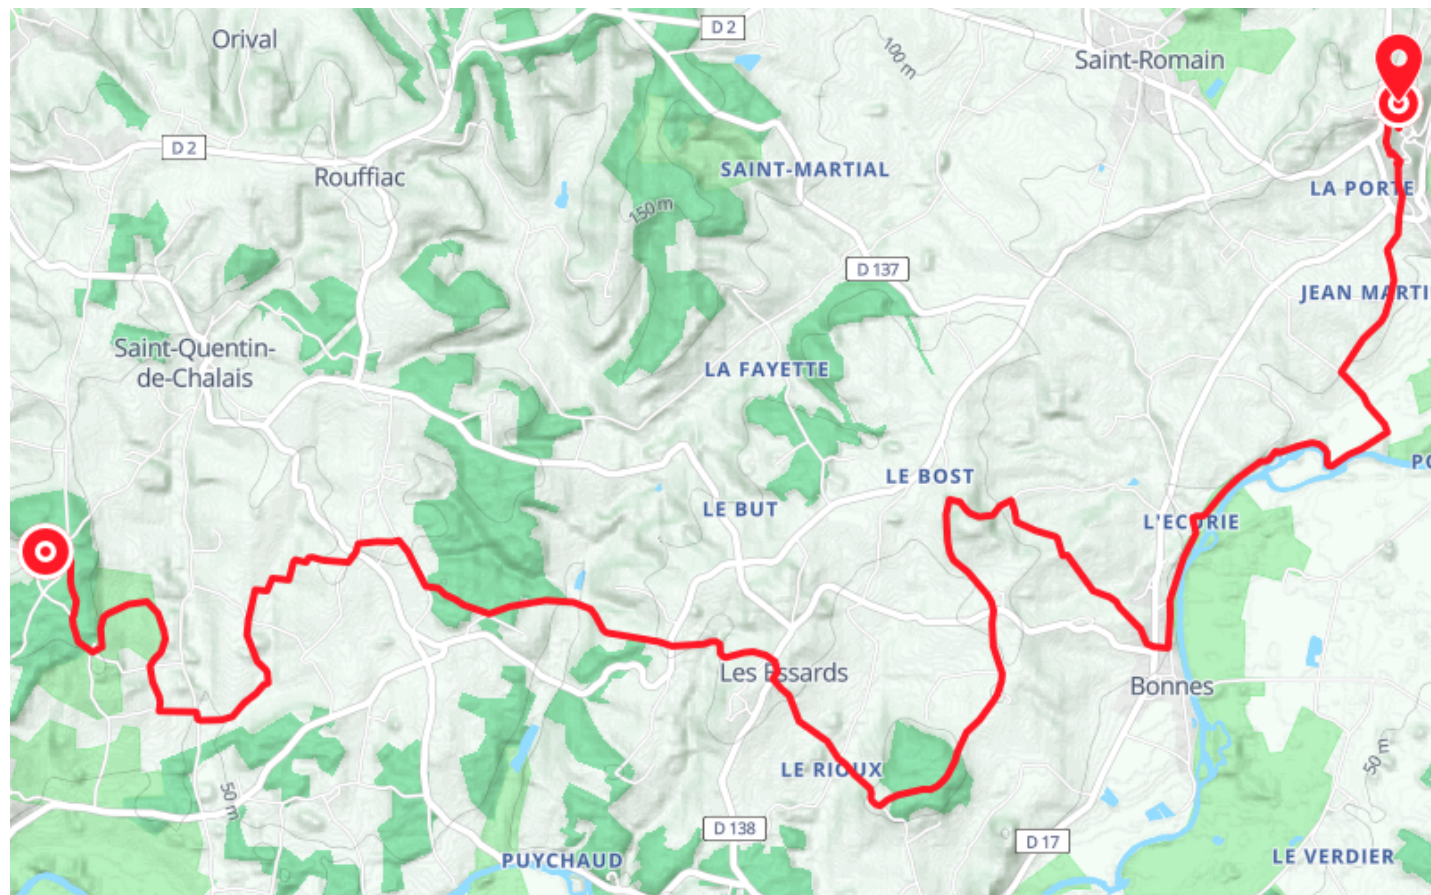 D 2
Orival
Saint-Romain
100 m
D 2
Rouffiac
SAINT-MARTIAL
LA PORTE
150 m
D 137
JEAN MARTI
Saint-Quentin-
de-Chalais
LA FAYETTE
LE BOST
PO
LE BUT
L'ECURIE
Les Essards
Bonnes
LE RIOUX
50 m
50 m
D 138
D 17
PUYCHAUD
LE VERDIER